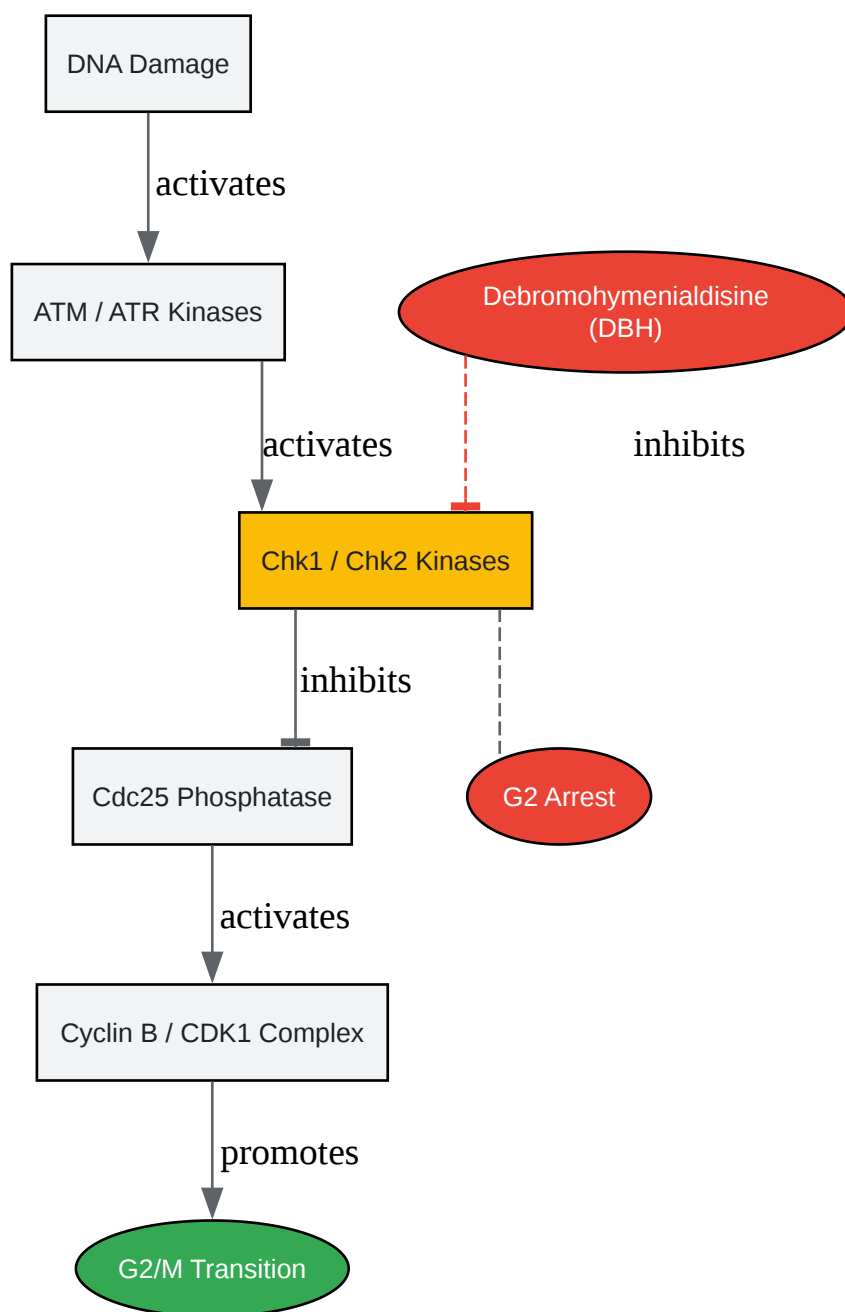 DNA Damage
activates
ATM / ATR Kinases
Debromohymenialdisine
(DBH)
activates
inhibits
Chk1 / Chk2 Kinases
inhibits
Cdc25 Phosphatase
G2 Arrest
activates
Cyclin B / CDK1 Complex
promotes
G2/M Transition